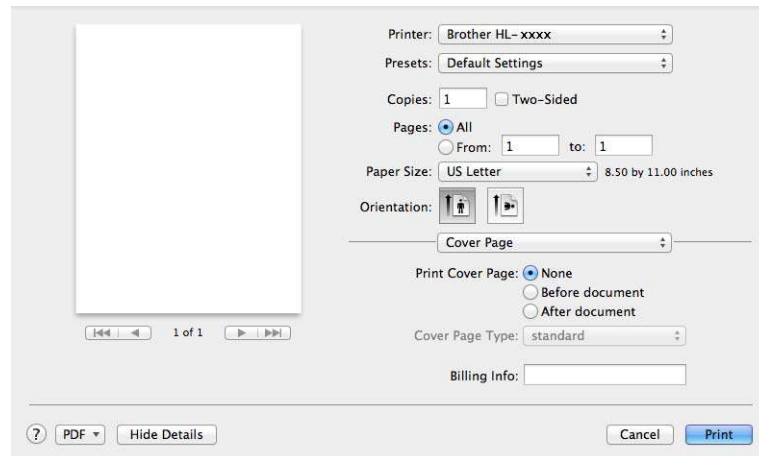 Printer: Brother HL-xxxx
Presets: Default Settings
Copies: 1 Two-Sided
Pages: All
From: 1 to: 1
Paper Size: US Letter 8.50 by 11.00 inches
Orientation:
Cover Page
Print Cover Page: None
Before document
After document
1 of 1
Cover Page Type: standard
Billing Info:
? PDF Hide Details Cancel Print